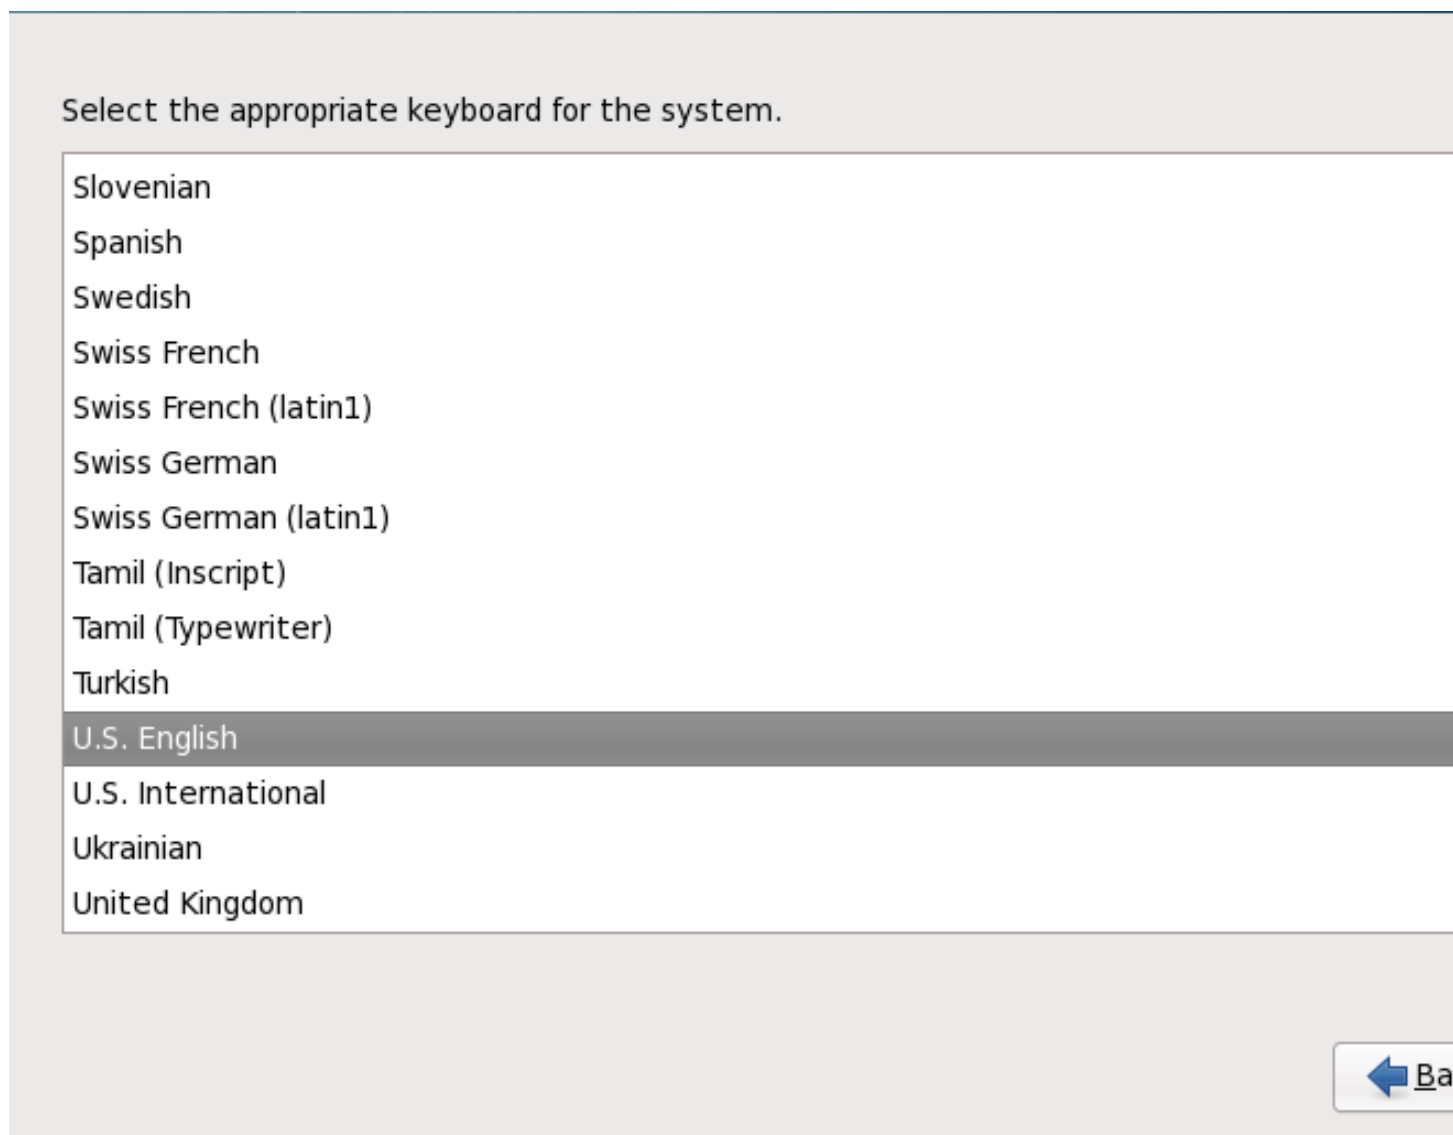 Select the appropriate keyboard for the system.
Slovenian
Spanish
Swedish
Swiss French
Swiss French (latin1)
Swiss German
Swiss German (latin1)
Tamil (Inscript)
Tamil (Typewriter)
Turkish
U.S. English
U.S. International
Ukrainian
United Kingdom
Ba